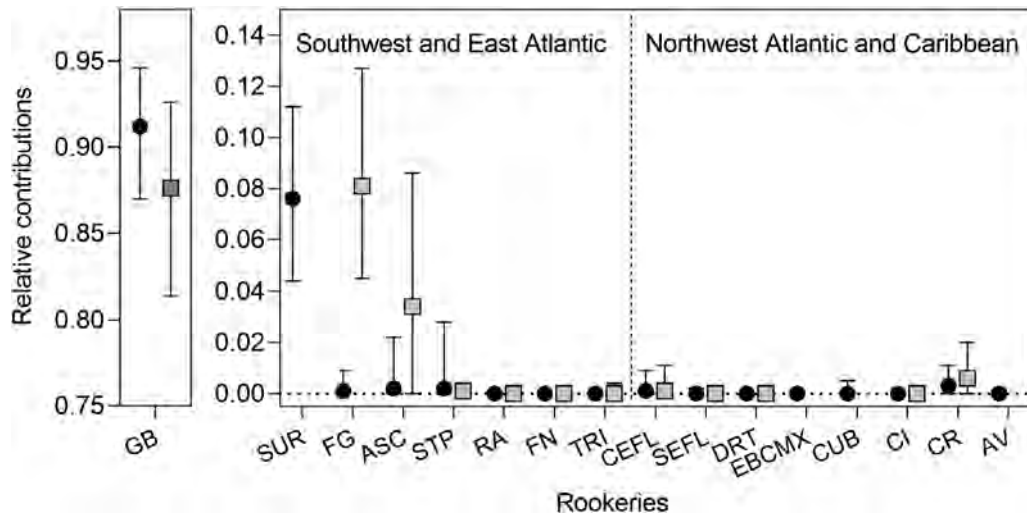 Relative contributions
0.95
0.90
0.85
0.80
0.75
GB
0.14
0.12
0.10
0.08
0.06
0.04
0.02
0.00
Southwest and East Atlantic
Northwest Atlantic and Caribbean
SUR
FG
ASC
STP
RA
FN
TRI
CEFL
SEFL
DRT
EBCMX
CUB
CI
CR
AV
Rookeries